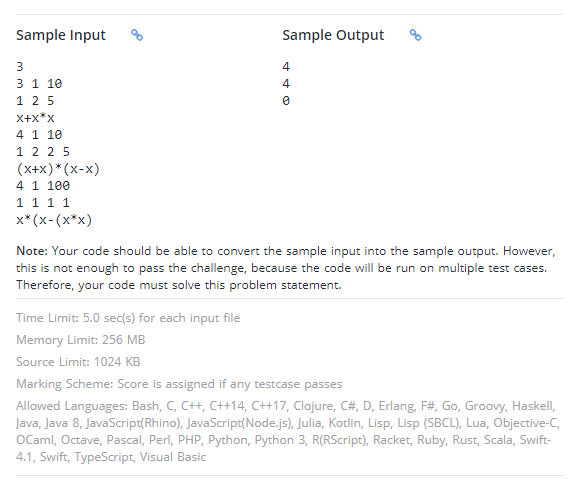 Sample Input
Sample Output
3
3 1 10
1 2 5
x+x*x
4 1 10
1 2 2 5
(x+x)*(x-x)
4 1 100
1 1 1 1
x*(x-(x*x)
4
4
0
Note: Your code should be able to convert the sample input into the sample output. However,
this is not enough to pass the challenge, because the code will be run on multiple test cases.
Therefore, your code must solve this problem statement.
Time Limit: 5.0 sec(s) for each input file
Memory Limit: 256 MB
Source Limit: 1024 KB
Marking Scheme: Score is assigned if any testcase passes
Allowed Languages: Bash, C, C++, C++14, C++17, Clojure, C#, D, Erlang, F#, Go, Groovy, Haskell,
Java, Java 8, JavaScript(Rhino), JavaScript(Node.js), Julia, Kotlin, Lisp, Lisp (SBCL), Lua, Objective-C,
OCaml, Octave, Pascal, Perl, PHP, Python, Python 3, R(RScript), Racket, Ruby, Rust, Scala, Swift-
4.1, Swift, TypeScript, Visual Basic